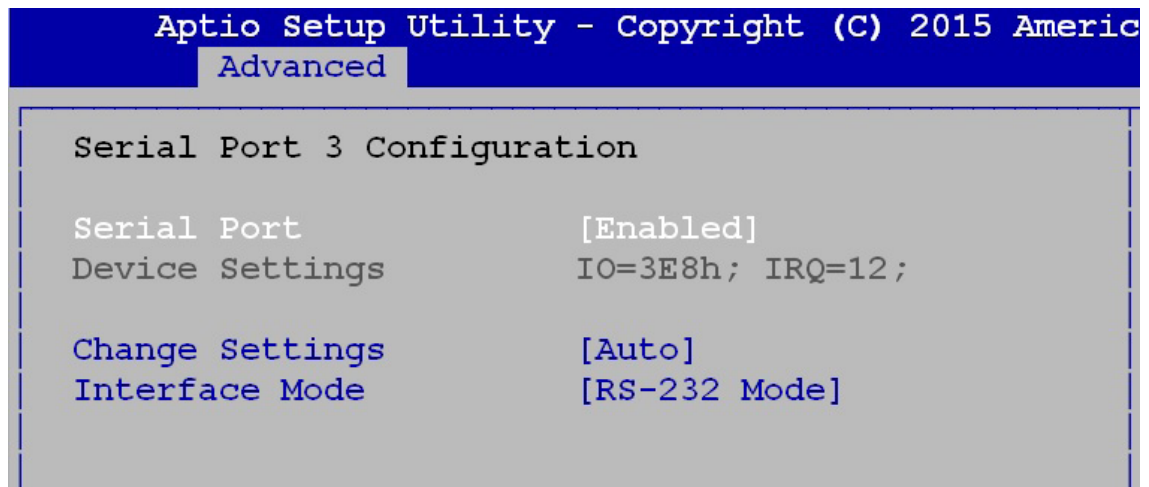 Aptio Setup Utility - Copyright (C) 2015 Americ
Advanced
Serial Port 3 Configuration
Serial Port [Enabled]
Device Settings IO=3E8h; IRQ=12;
Change Settings [Auto]
Interface Mode [RS-232 Mode]